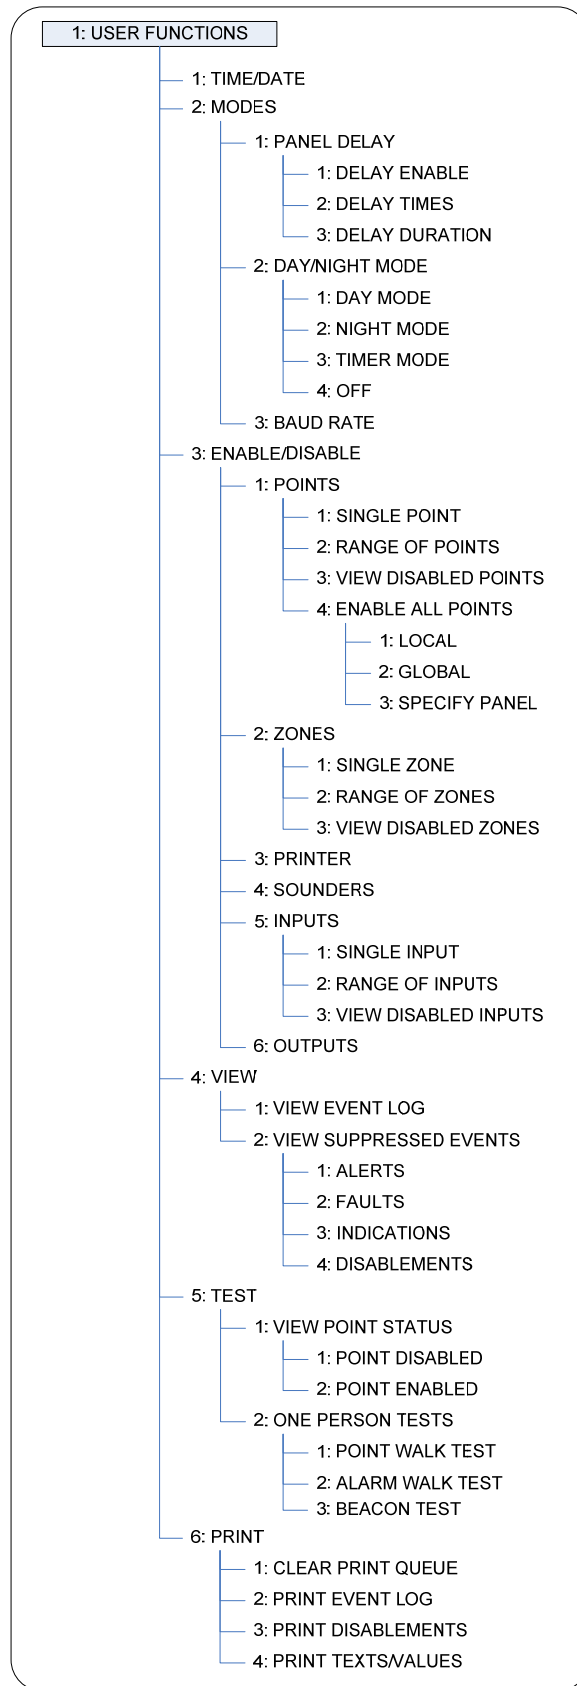 1: USER FUNCTIONS
1: TIME/DATE
2: MODES
1: PANEL DELAY
1: DELAY ENABLE
2: DELAY TIMES
3: DELAY DURATION
2: DAY/NIGHT MODE
1: DAY MODE
2: NIGHT MODE
3: TIMER MODE
4: OFF
3: BAUD RATE
3: ENABLE/DISABLE
1: POINTS
1: SINGLE POINT
2: RANGE OF POINTS
3: VIEW DISABLED POINTS
4: ENABLE ALL POINTS
1: LOCAL
2: GLOBAL
3: SPECIFY PANEL
2: ZONES
1: SINGLE ZONE
2: RANGE OF ZONES
3: VIEW DISABLED ZONES
3: PRINTER
4: SOUNDERS
5: INPUTS
1: SINGLE INPUT
2: RANGE OF INPUTS
3: VIEW DISABLED INPUTS
6: OUTPUTS
4: VIEW
1: VIEW EVENT LOG
2: VIEW SUPPRESSED EVENTS
1: ALERTS
2: FAULTS
3: INDICATIONS
4: DISABLEMENTS
5: TEST
1: VIEW POINT STATUS
1: POINT DISABLED
2: POINT ENABLED
2: ONE PERSON TESTS
1: POINT WALK TEST
2: ALARM WALK TEST
3: BEACON TEST
6: PRINT
1: CLEAR PRINT QUEUE
2: PRINT EVENT LOG
3: PRINT DISABLEMENTS
4: PRINT TEXTS/VALUES